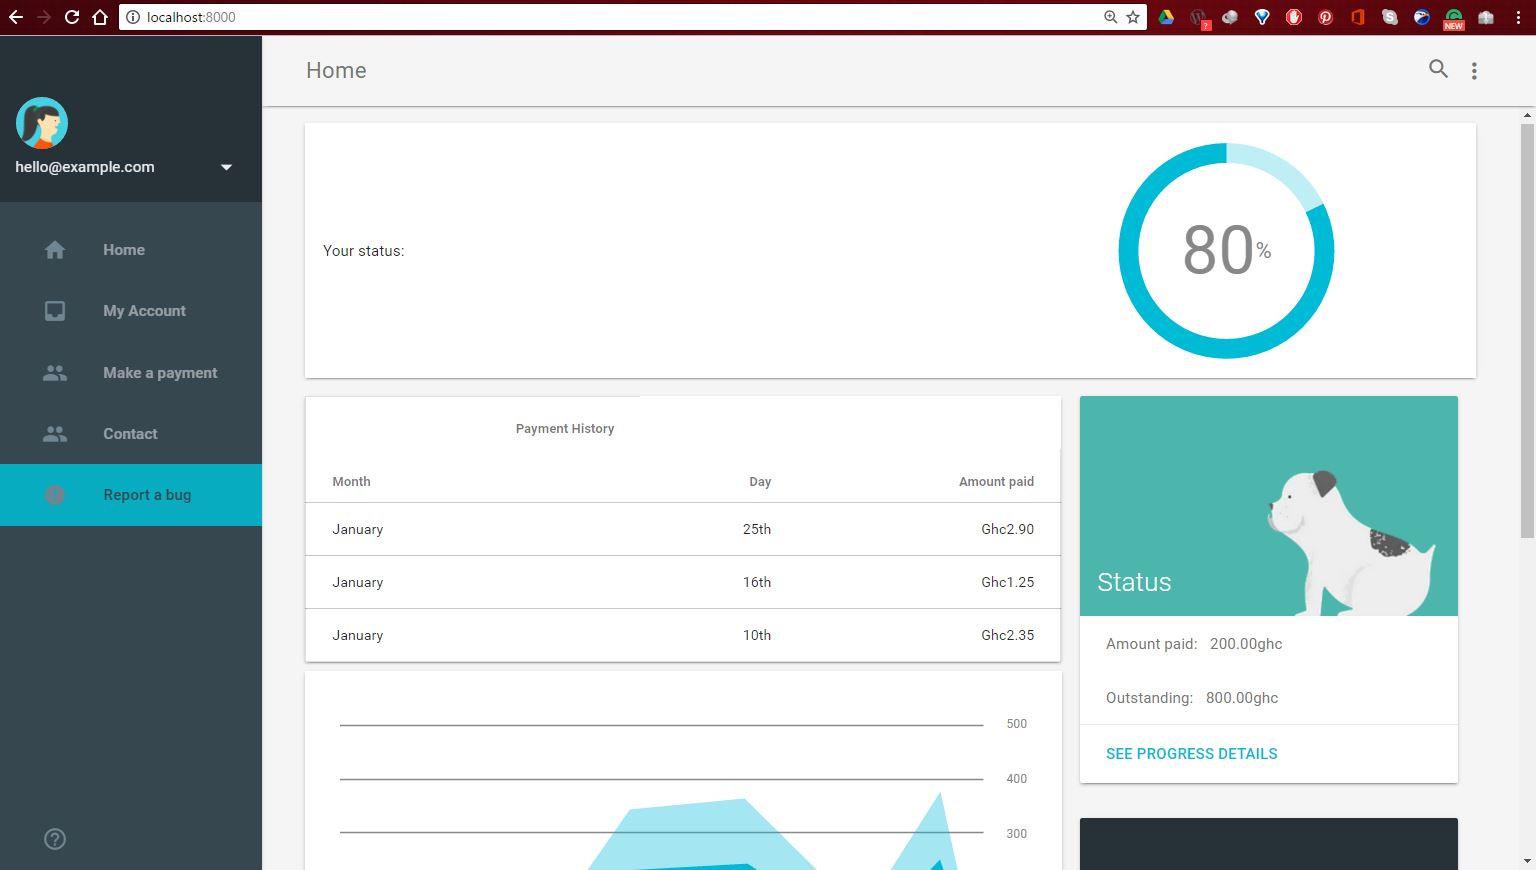 localhost:8000
NEW
Home
hello@example.com
Home
My Account
Make a payment
Contact
Report a bug
Your status:
80%
Payment History
Month Day Amount paid
January 25th Ghc2.90
January 16th Ghc1.25
January 10th Ghc2.35
500
400
300
Status
Amount paid: 200.00ghc
Outstanding: 800.00ghc
SEE PROGRESS DETAILS